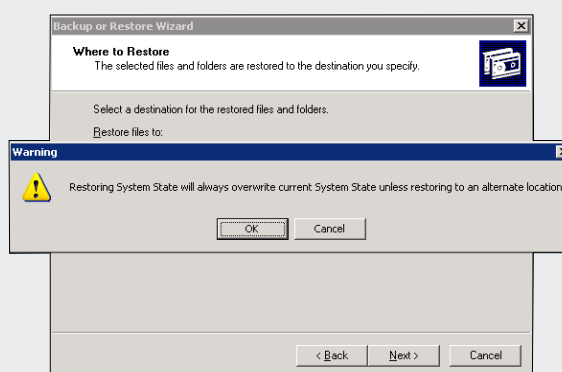 Backup or Restore Wizard
Where to Restore
The selected files and folders are restored to the destination you specify.
Select a destination for the restored files and folders.
Restore files to:
Warning
Restoring System State will always overwrite current System State unless restoring to an alternate location
OK
Cancel
< Back
Next >
Cancel